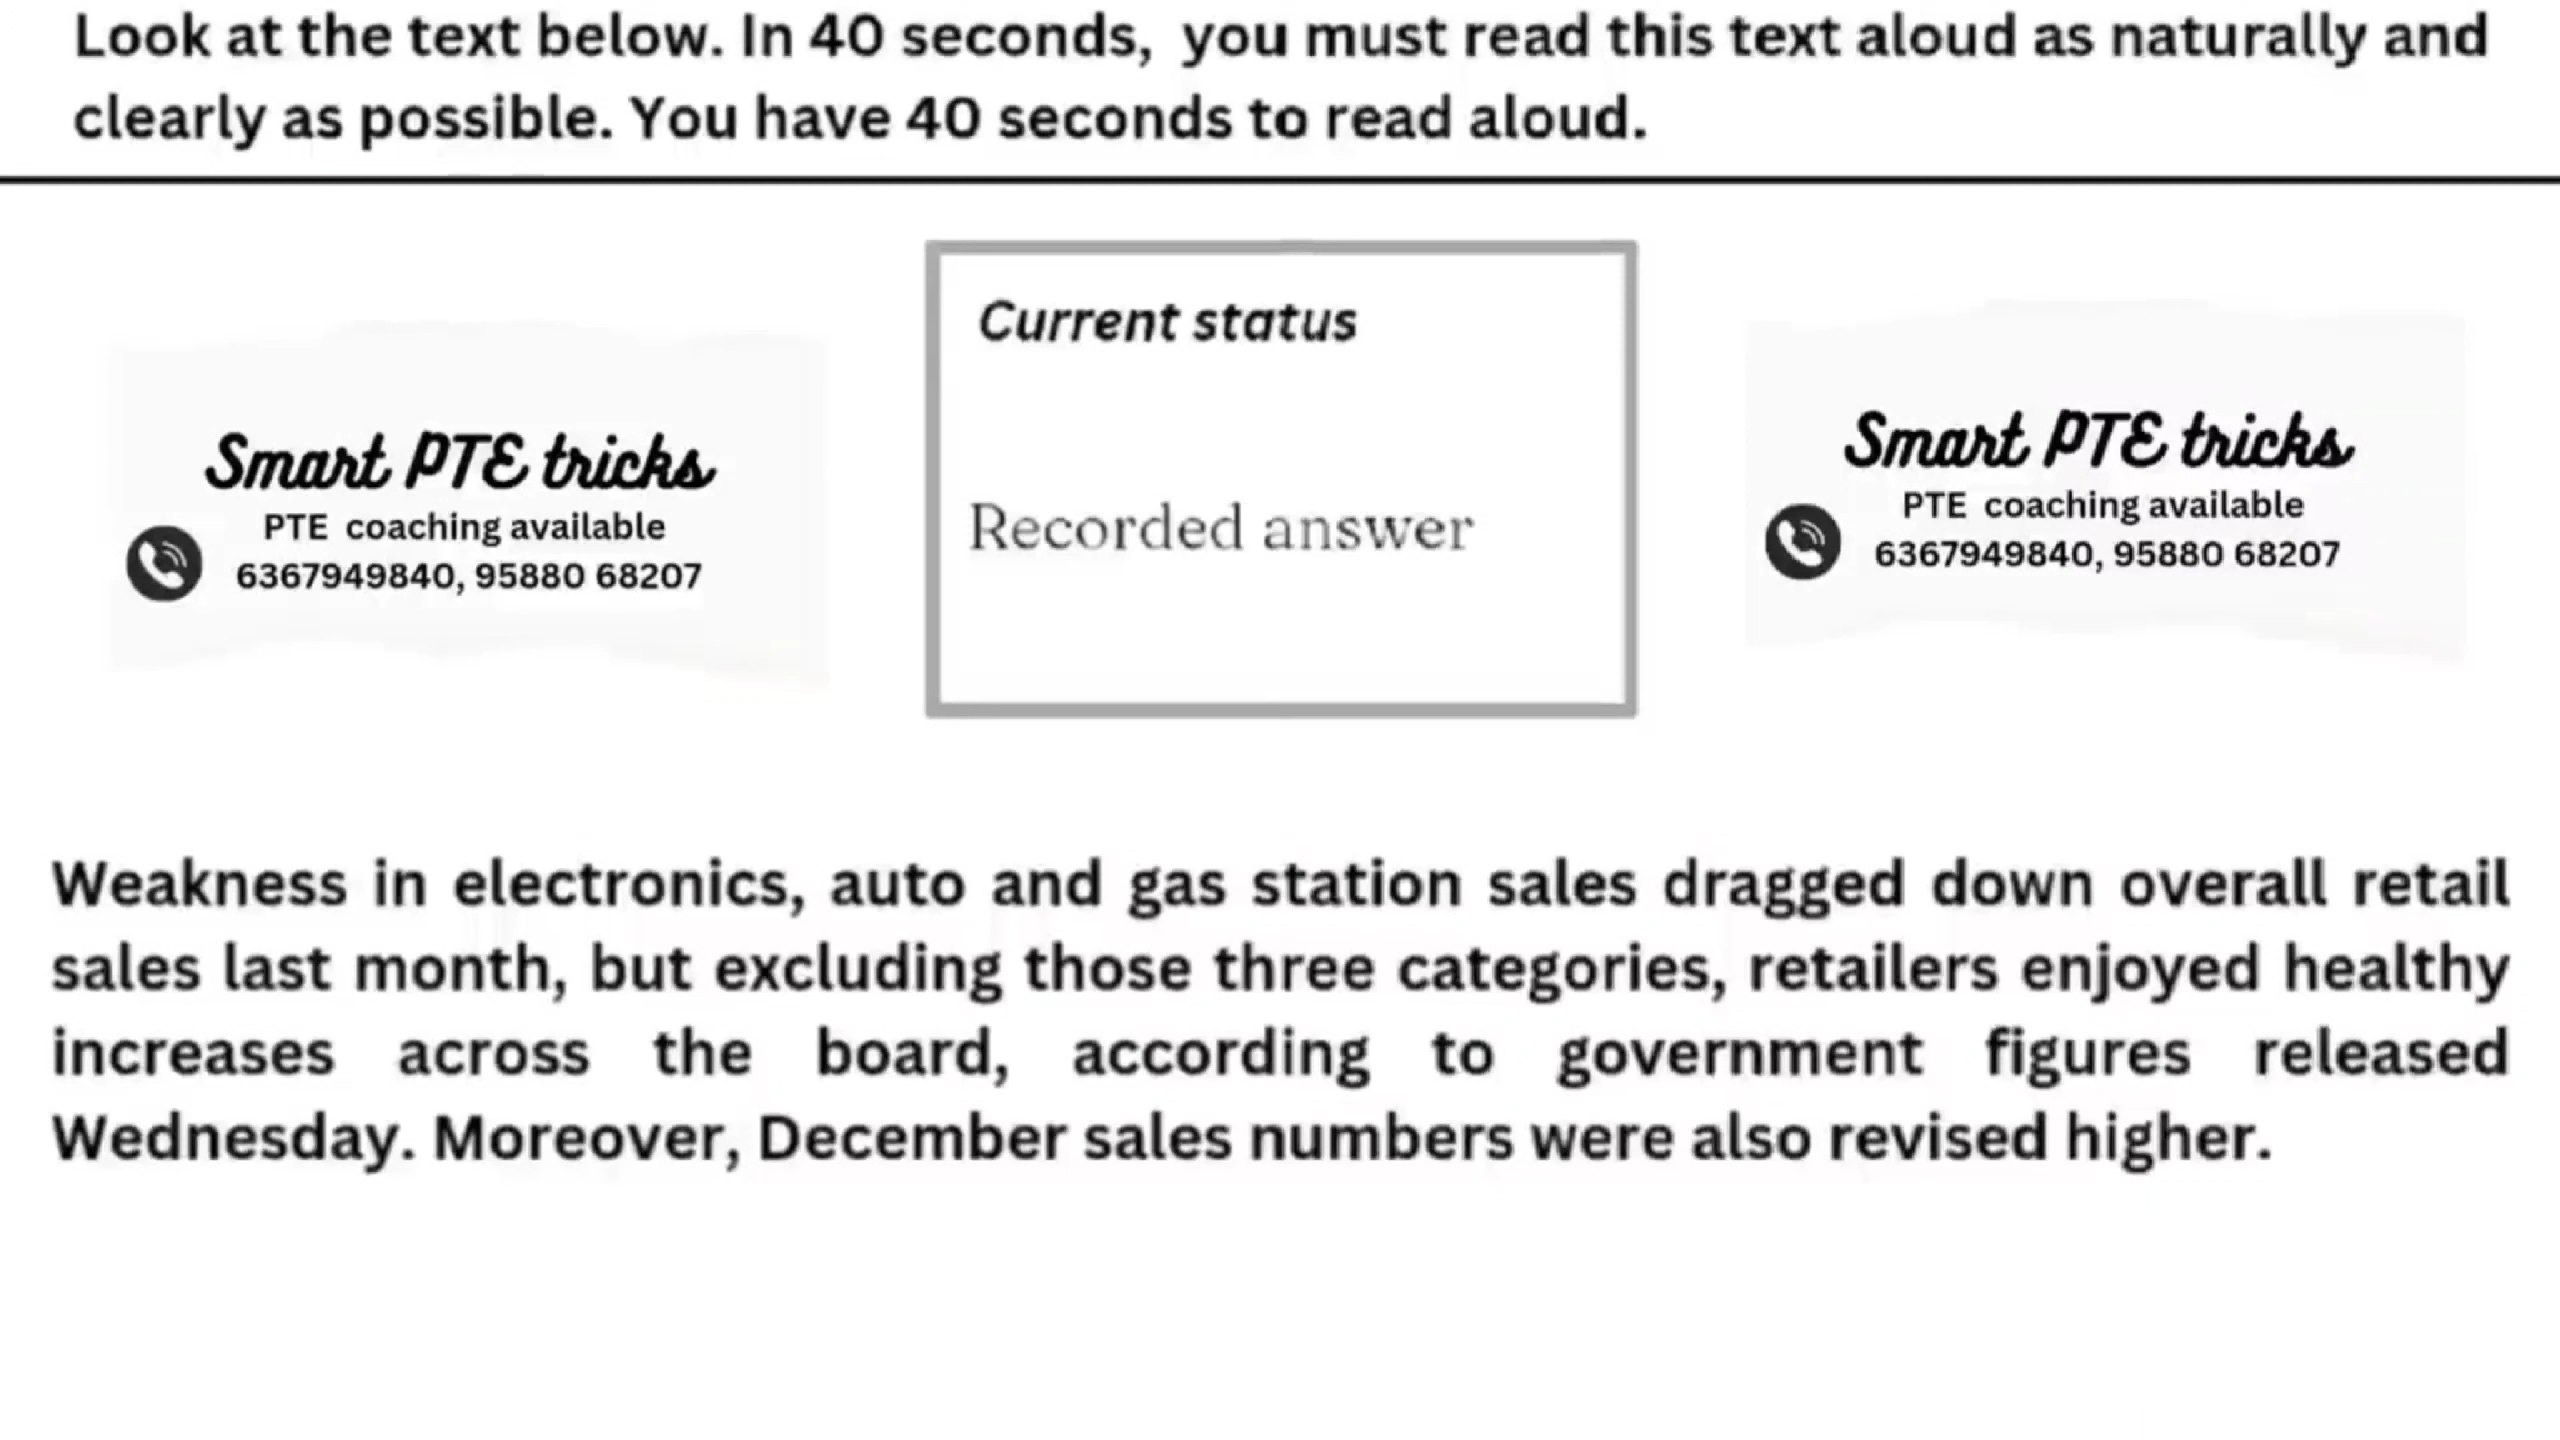 Look at the text below. In 40 seconds, you must read this text aloud as naturally and
clearly as possible. You have 40 seconds to read aloud.
Current status
Recorded answer
Smart PTE tricks
PTE coaching available
6367949840, 95880 68207
Smart PTE tricks
PTE coaching available
6367949840, 95880 68207
Weakness in electronics, auto and gas station sales dragged down overall retail
sales last month, but excluding those three categories, retailers enjoyed healthy
increases across the board, according to government figures released
Wednesday. Moreover, December sales numbers were also revised higher.